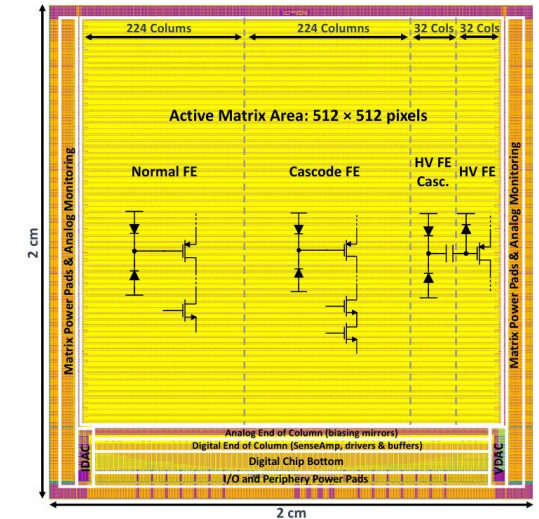 224 Colums
224 Columns
32 Cols
32 Cols
Active Matrix Area: 512 × 512 pixels
Normal FE
Cascode FE
HV FE
Casc.
HV FE
Matrix Power Pads & Analog Monitoring
Matrix Power Pads & Analog Monitoring
2 cm
Analog End of Column (biasing mirrors)
Digital End of Column (SenseAmp, drivers & buffers)
Digital Chip Bottom
I/O and Periphery Power Pads
IDAC
VDAC
2 cm